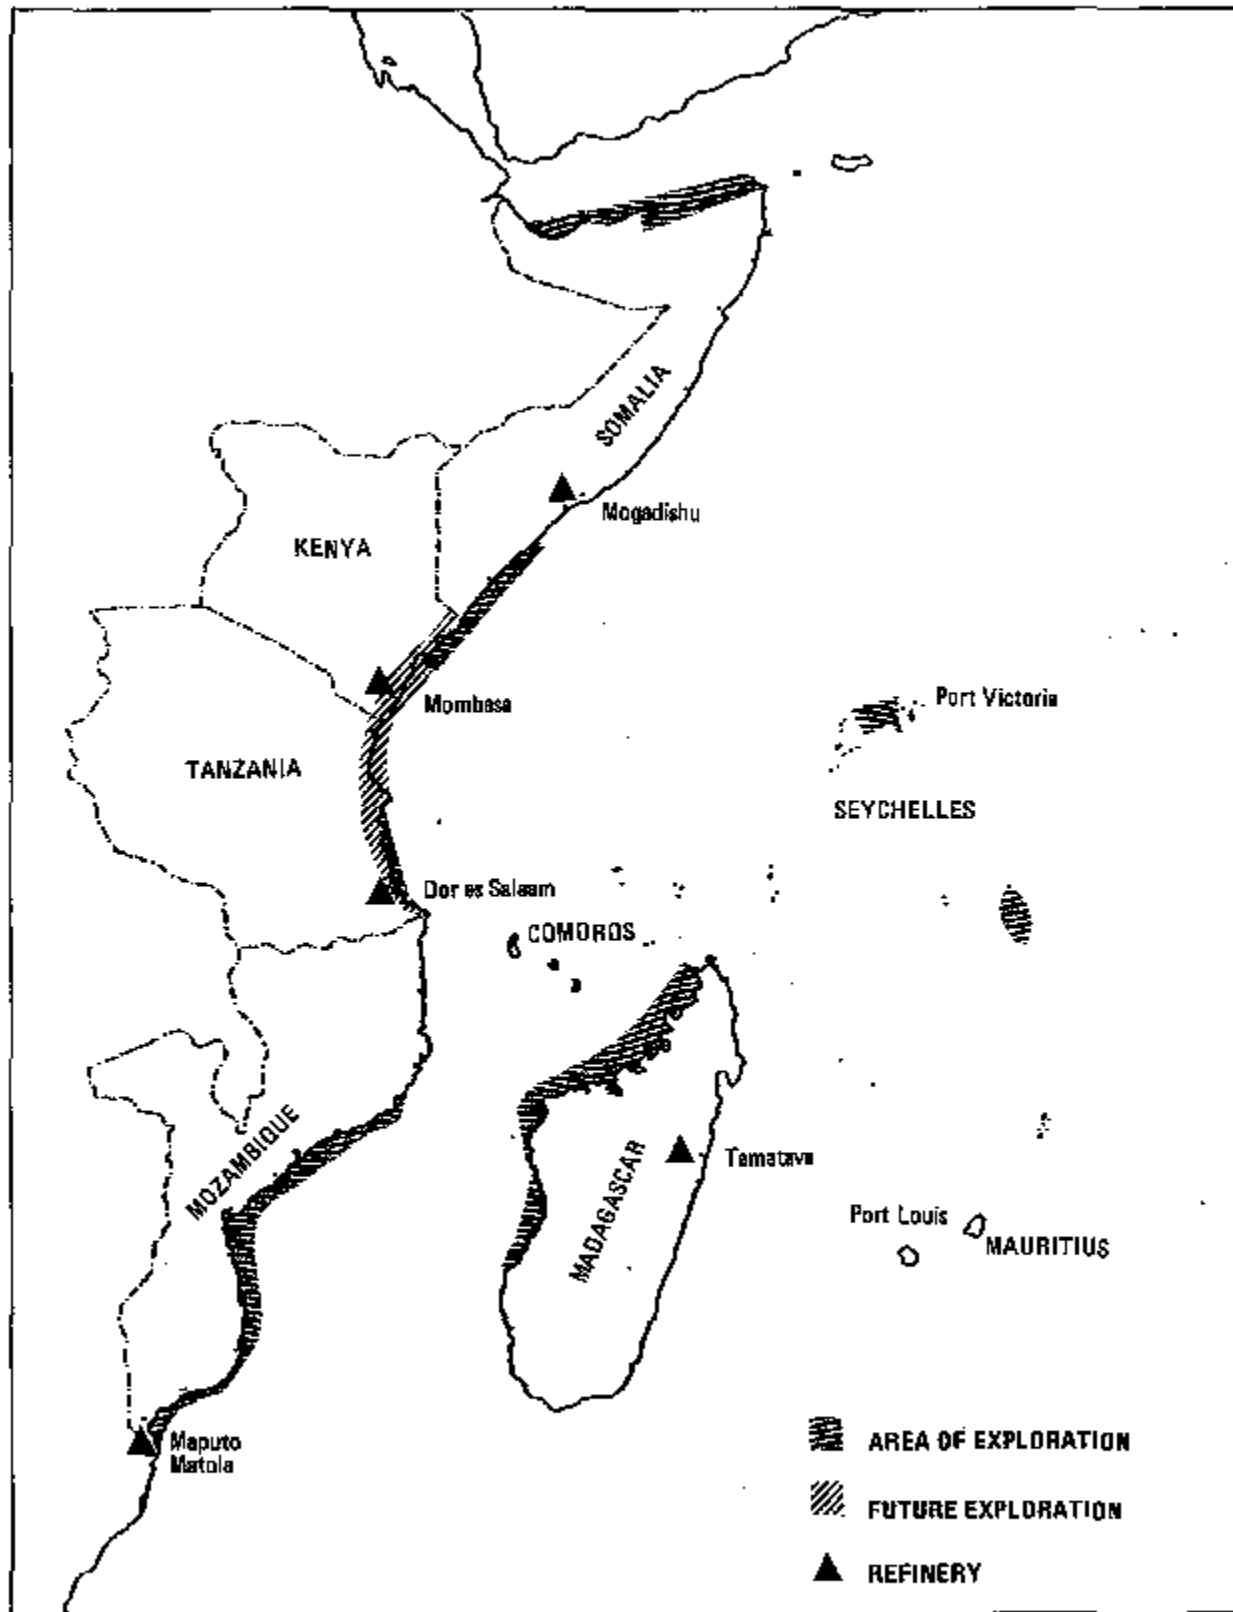 SOMALIA
Mogadishu
KENYA
Mombasa
Port Victoria
TANZANIA
SEYCHELLES
Dor es Salaam
COMOROS
MOZAMBIQUE
MADAGASCAR
Tamatave
Port Louis
MAURITIUS
Maputo
Matola
AREA OF EXPLORATION
FUTURE EXPLORATION
REFINERY